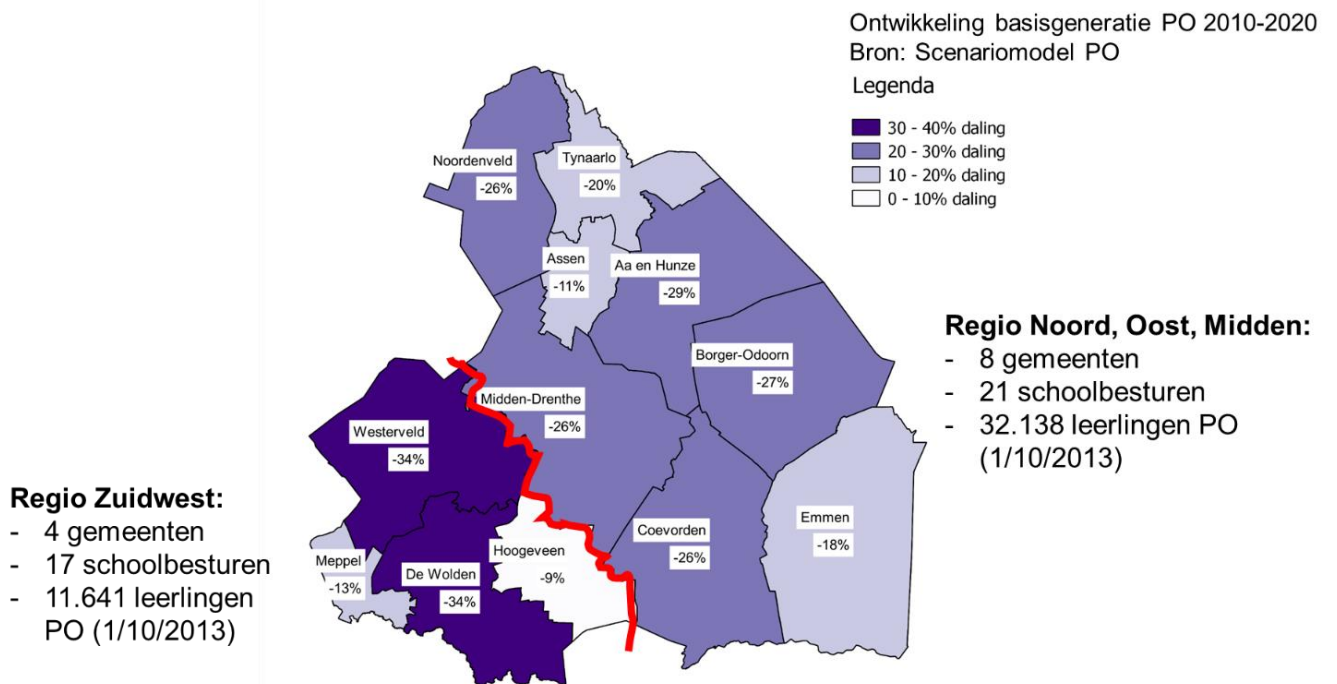 Ontwikkeling basisgeneratie PO 2010-2020
Bron: Scenariomodel PO
Legenda
30 - 40% daling
20 - 30% daling
10 - 20% daling
0 - 10% daling
Noordenveld
-26%
Tynaarlo
-20%
Assen
-11%
Aa en Hunze
-29%
Borger-Odoorn
-27%
Midden-Drenthe
-26%
Westerveld
-34%
Meppel
-13%
De Wolden
-34%
Hoogeveen
-9%
Coevorden
-26%
Emmen
-18%
Regio Noord, Oost, Midden:
- 8 gemeenten
- 21 schoolbesturen
- 32.138 leerlingen PO
(1/10/2013)
Regio Zuidwest:
- 4 gemeenten
- 17 schoolbesturen
- 11.641 leerlingen
PO (1/10/2013)